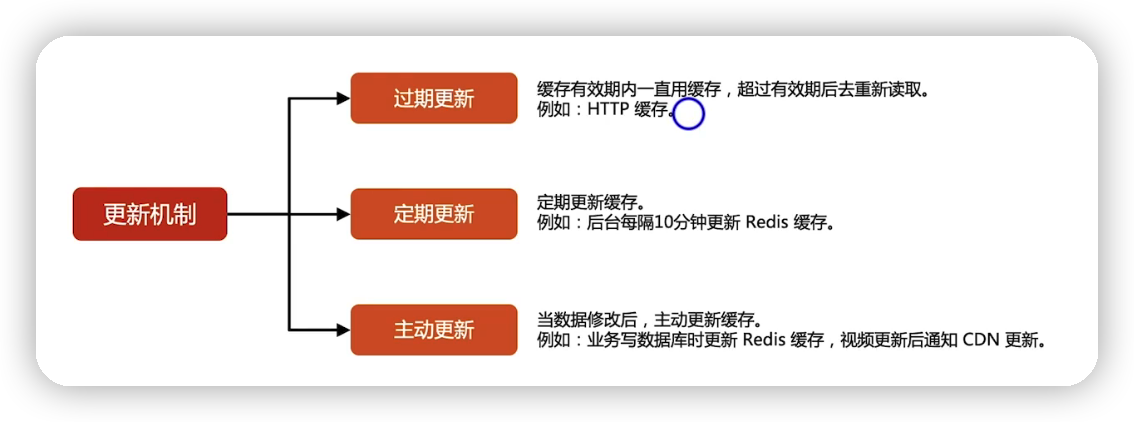 更新机制
过期更新
缓存有效期内一直用缓存，超过有效期后去重新读取。
例如：HTTP 缓存。
定期更新
定期更新缓存。
例如：后台每隔10分钟更新 Redis 缓存。
主动更新
当数据修改后，主动更新缓存。
例如：业务写数据库时更新 Redis 缓存，视频更新后通知 CDN 更新。